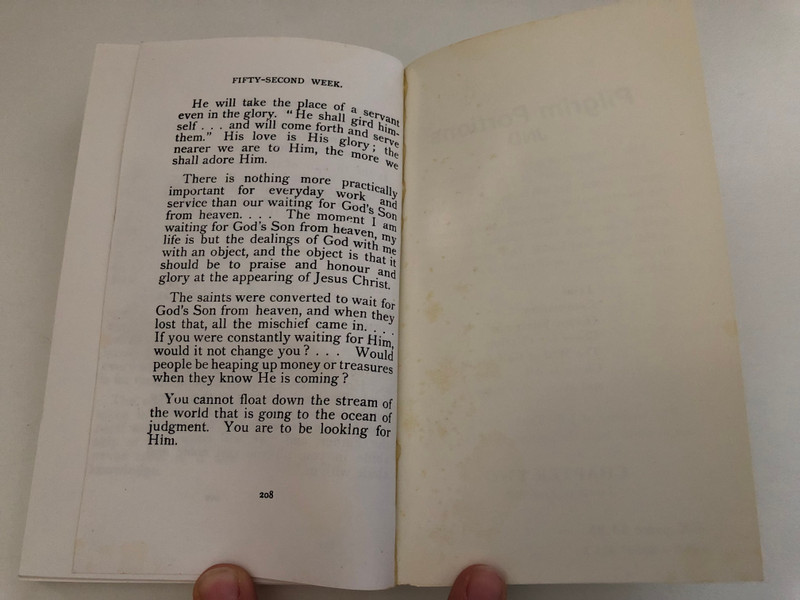 FIFTY-SECOND WEEK.
He will take the place of a servant
even in the glory. "He shall gird him-
self . . . and will come forth and serve
them." His love is His glory; the
nearer we are to Him, the more we
shall adore Him.
There is nothing more practically
important for everyday work and
service than our waiting for God's Son
from heaven. . . . The moment I am
waiting for God's Son from heaven, my
life is but the dealings of God with me
with an object, and the object is that it
should be to praise and honour and
glory at the appearing of Jesus Christ.
The saints were converted to wait for
God's Son from heaven, and when they
lost that, all the mischief came in. . . .
If you were constantly waiting for Him,
would it not change you ? . . . Would
people be heaping up money or treasures
when they know He is coming ?
You cannot float down the stream of
the world that is going to the ocean of
judgment. You are to be looking for
Him.
208